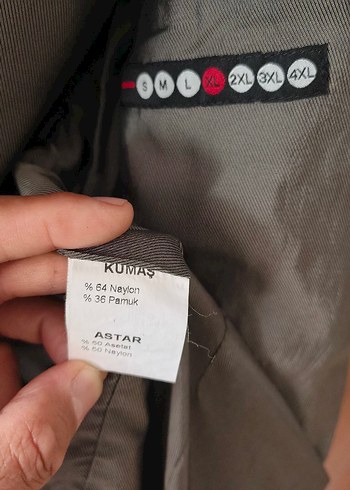 S M L XL 2XL 3XL 4XL
KUMAŞ
% 64 Naylon
% 36 Pamuk
ASTAR
% 50 Asetat
% 50 Naylon